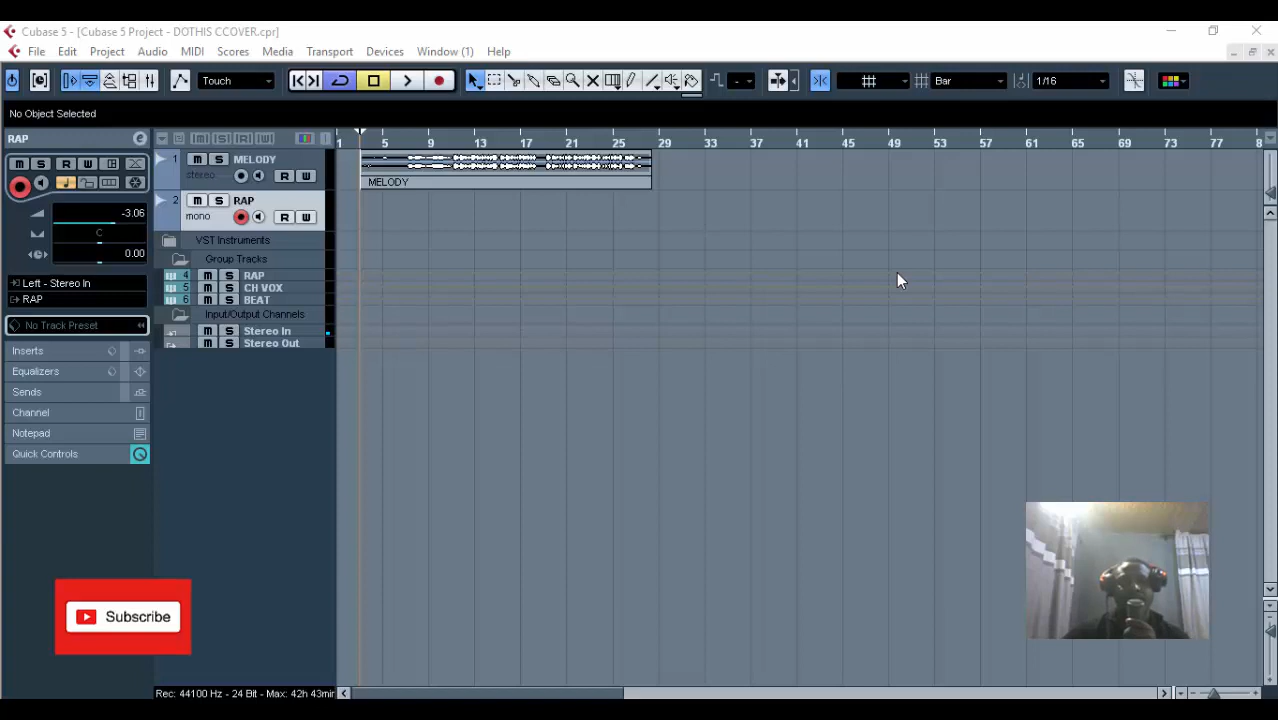 Cubase 5 - [Cubase 5 Project - DOTHIS CCOVER.cpr]
File Edit Project Audio MIDI Scores Media Transport Devices Window (1) Help
Touch Bar 1/16
No Object Selected
RAP
1 5 9 13 17 21 25 29 33 37 41 45 49 53 57 61 65 69 73 77 8
M S R W
-3.06
C
0.00
Left - Stereo In
RAP
No Track Preset
Inserts
Equalizers
Sends
Channel
Notepad
Quick Controls
1 M S MELODY
stereo R W
MELODY
2 M S RAP
mono R W
VST Instruments
Group Tracks
4 M S RAP
5 M S CH VOX
6 M S BEAT
Input/Output Channels
M S Stereo In
M S Stereo Out
Subscribe
Rec: 44100 Hz - 24 Bit - Max: 42h 43min